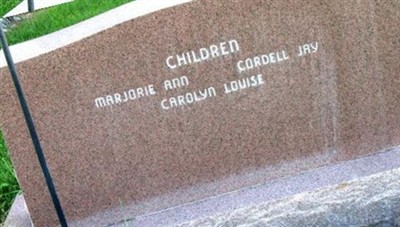 CHILDREN
MARJORIE ANN CORDELL JAY
CAROLYN LOUISE